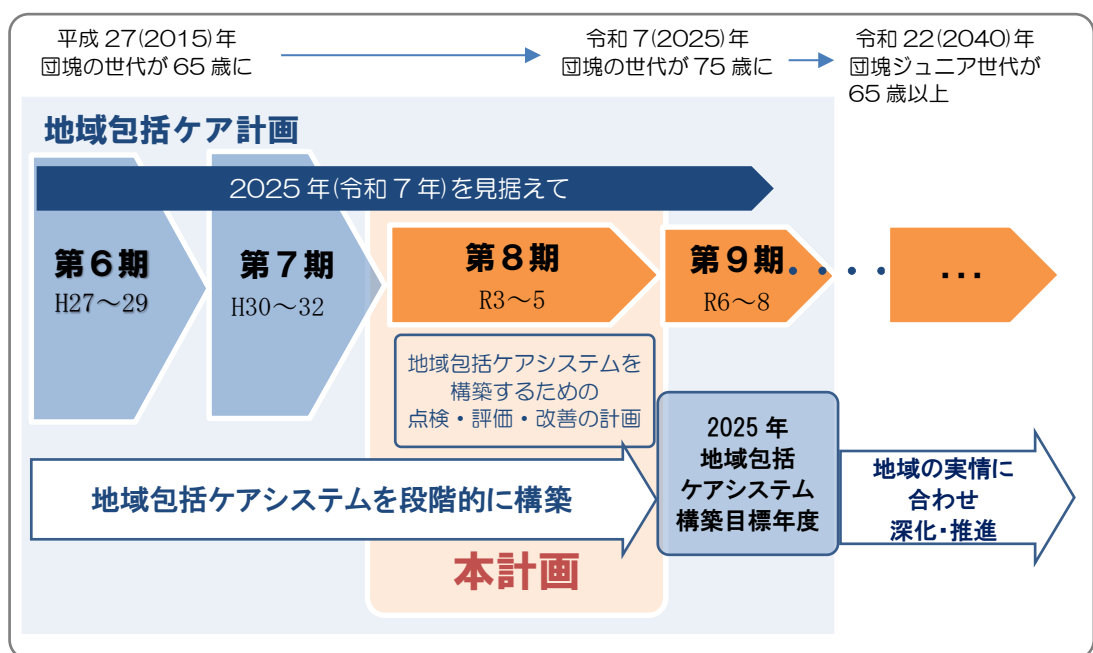 平成 27(2015)年
団塊の世代が 65 歳に
令和 7(2025)年
団塊の世代が 75 歳に
令和 22(2040)年
団塊ジュニア世代が
65 歳以上
地域包括ケア計画
2025 年(令和 7 年)を見据えて
第6期
H27～29
第7期
H30～32
第8期
R3～5
第9期
R6～8
・・・・
...
地域包括ケアシステムを
構築するための
点検・評価・改善の計画
2025 年
地域包括
ケアシステム
構築目標年度
地域包括ケアシステムを段階的に構築
地域の実情に
合わせ
深化・推進
本計画